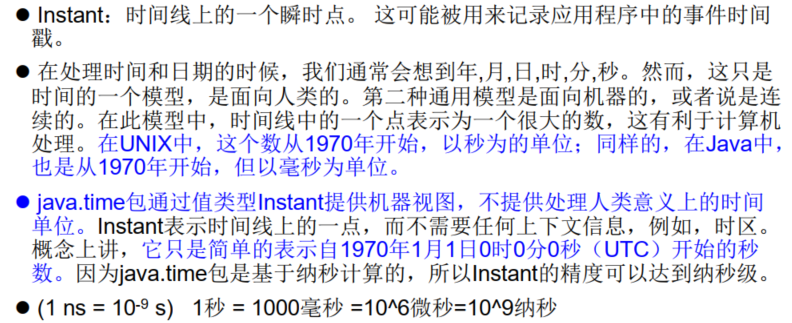 ● Instant：时间线上的一个瞬时点。 这可能被用来记录应用程序中的事件时间
戳。
● 在处理时间和日期的时候，我们通常会想到年,月,日,时,分,秒。然而，这只是
时间的一个模型，是面向人类的。第二种通用模型是面向机器的，或者说是连
续的。在此模型中，时间线中的一个点表示为一个很大的数，这有利于计算机
处理。在UNIX中，这个数从1970年开始，以秒为的单位；同样的，在Java中，
也是从1970年开始，但以毫秒为单位。
● java.time包通过值类型Instant提供机器视图，不提供处理人类意义上的时间
单位。Instant表示时间线上的一点，而不需要任何上下文信息，例如，时区。
概念上讲，它只是简单的表示自1970年1月1日0时0分0秒（UTC）开始的秒
数。因为java.time包是基于纳秒计算的，所以Instant的精度可以达到纳秒级。
● (1 ns = 10⁻⁹ s) 1秒 = 1000毫秒 =10^6微秒=10^9纳秒